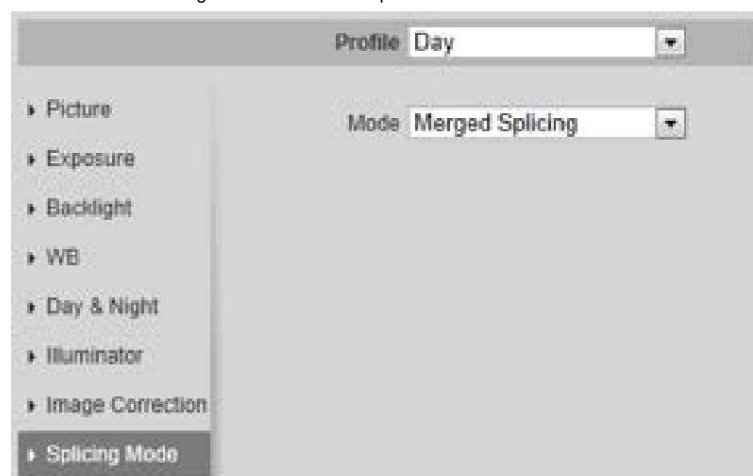 Profile Day
Mode Merged Splicing
Picture
Exposure
Backlight
WB
Day & Night
Illuminator
Image Correction
Splicing Mode